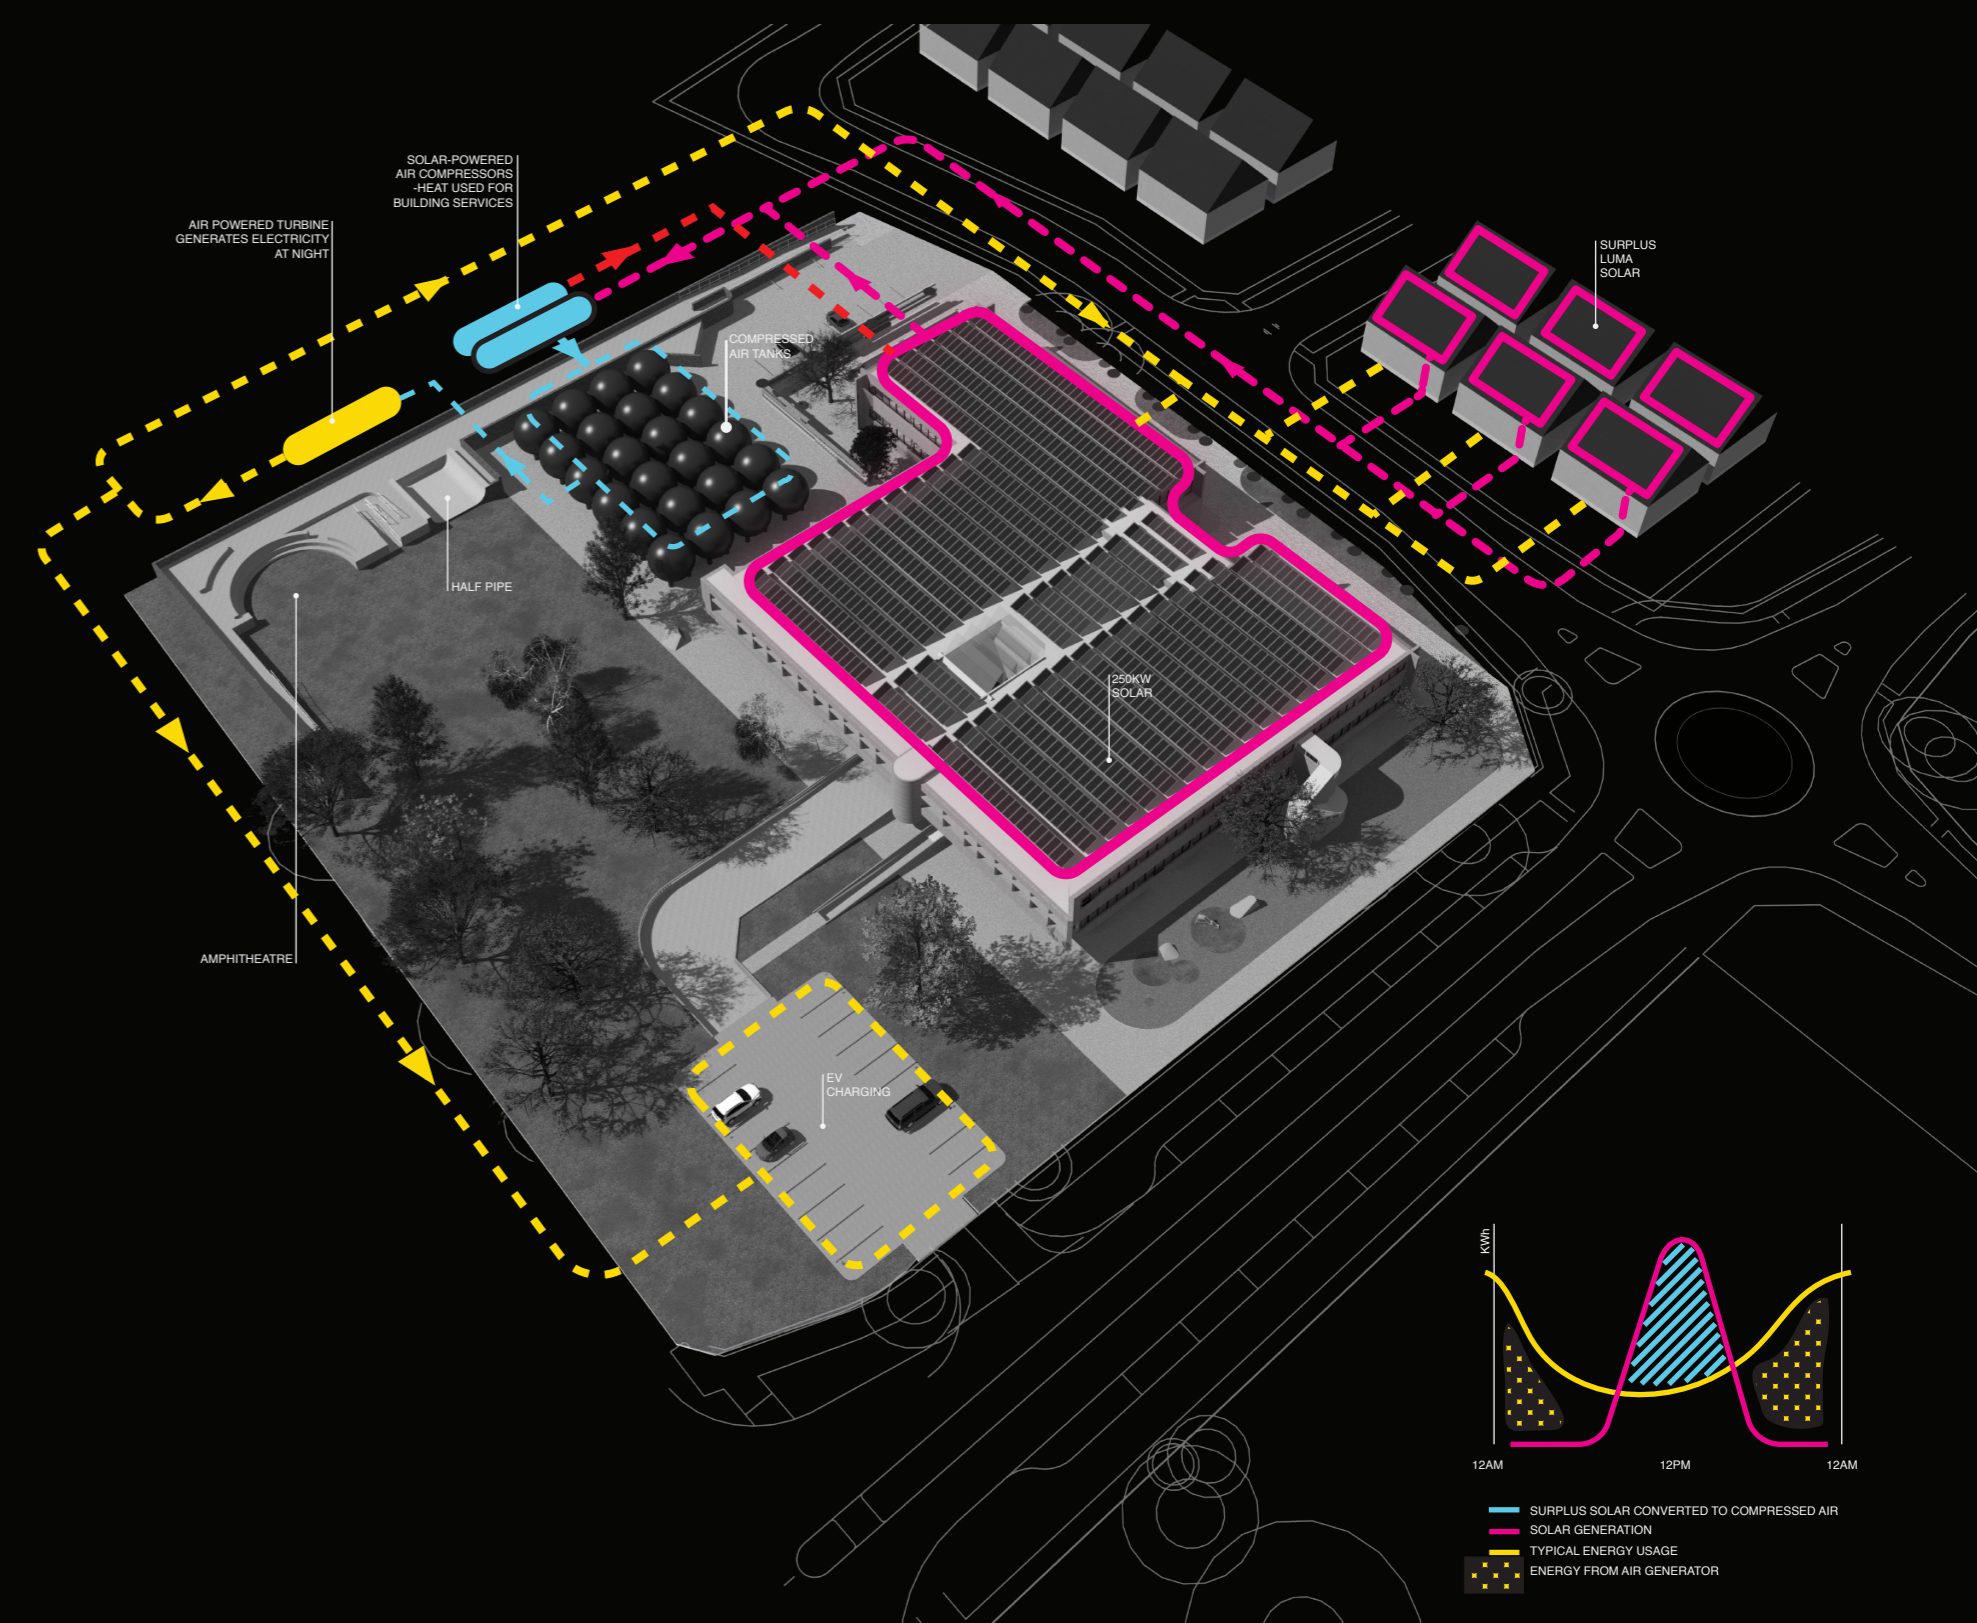 SOLAR-POWERED
AIR COMPRESSORS
-HEAT USED FOR
BUILDING SERVICES
AIR POWERED TURBINE
GENERATES ELECTRICITY
AT NIGHT
SURPLUS
LUMA
SOLAR
COMPRESSED
AIR TANKS
HALF PIPE
250KW
SOLAR
AMPHITHEATRE
EV
CHARGING
KWh
12AM
12PM
12AM
SURPLUS SOLAR CONVERTED TO COMPRESSED AIR
SOLAR GENERATION
TYPICAL ENERGY USAGE
ENERGY FROM AIR GENERATOR